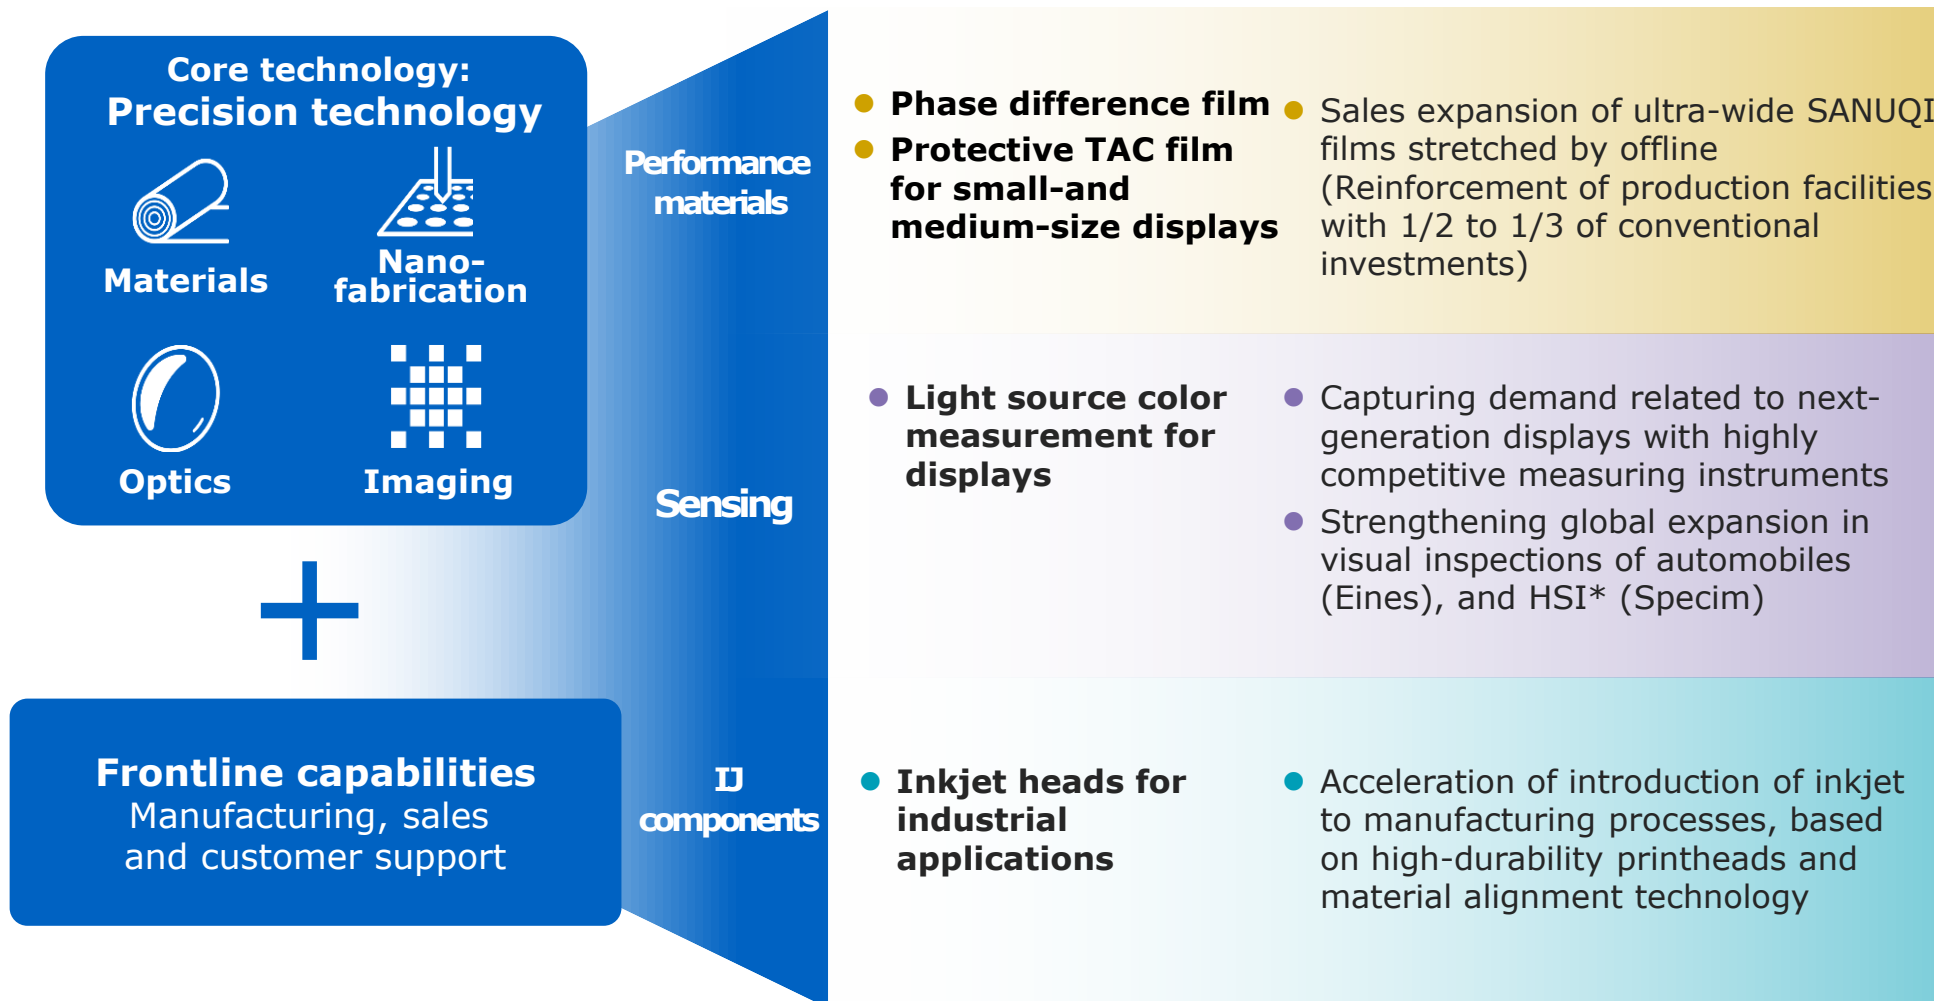 Core technology:
Precision technology
Materials
Nano-
fabrication
Optics
Imaging
Frontline capabilities
Manufacturing, sales
and customer support
Performance
materials
Phase difference film
Protective TAC film
for small-and
medium-size displays
Sales expansion of ultra-wide SANUQI
films stretched by offline
(Reinforcement of production facilities
with 1/2 to 1/3 of conventional
investments)
Sensing
Light source color
measurement for
displays
Capturing demand related to next-
generation displays with highly
competitive measuring instruments
Strengthening global expansion in
visual inspections of automobiles
(Eines), and HSI* (Specim)
IJ
components
Inkjet heads for
industrial
applications
Acceleration of introduction of inkjet
to manufacturing processes, based
on high-durability printheads and
material alignment technology